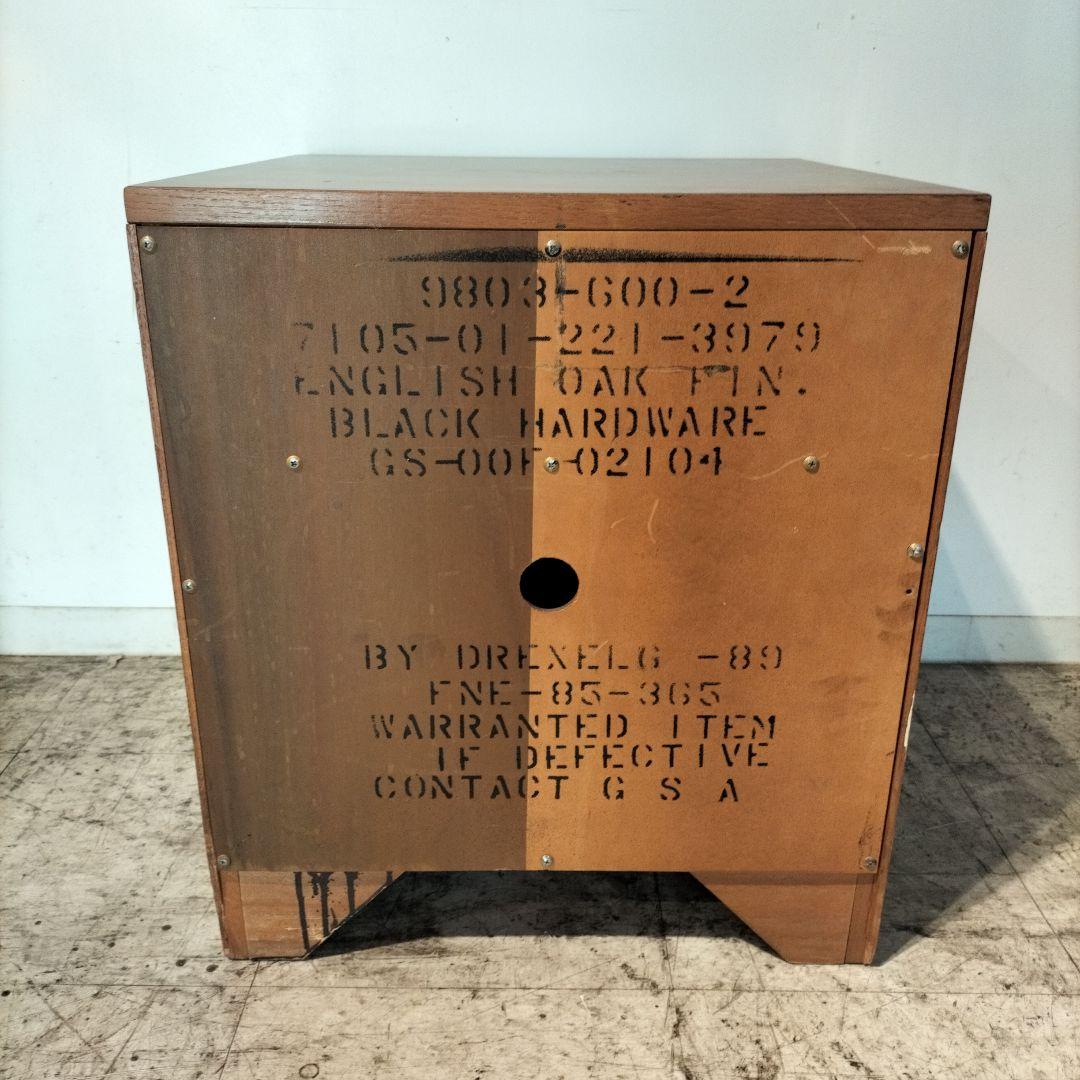 9803-600-2
7105-01-221-3979
ENGLISH OAK FIN.
BLACK HARDWARE
GS-00F-02104
BY DREXEL6 -89
FNE-85-365
WARRANTED ITEM
IF DEFECTIVE
CONTACT G S A